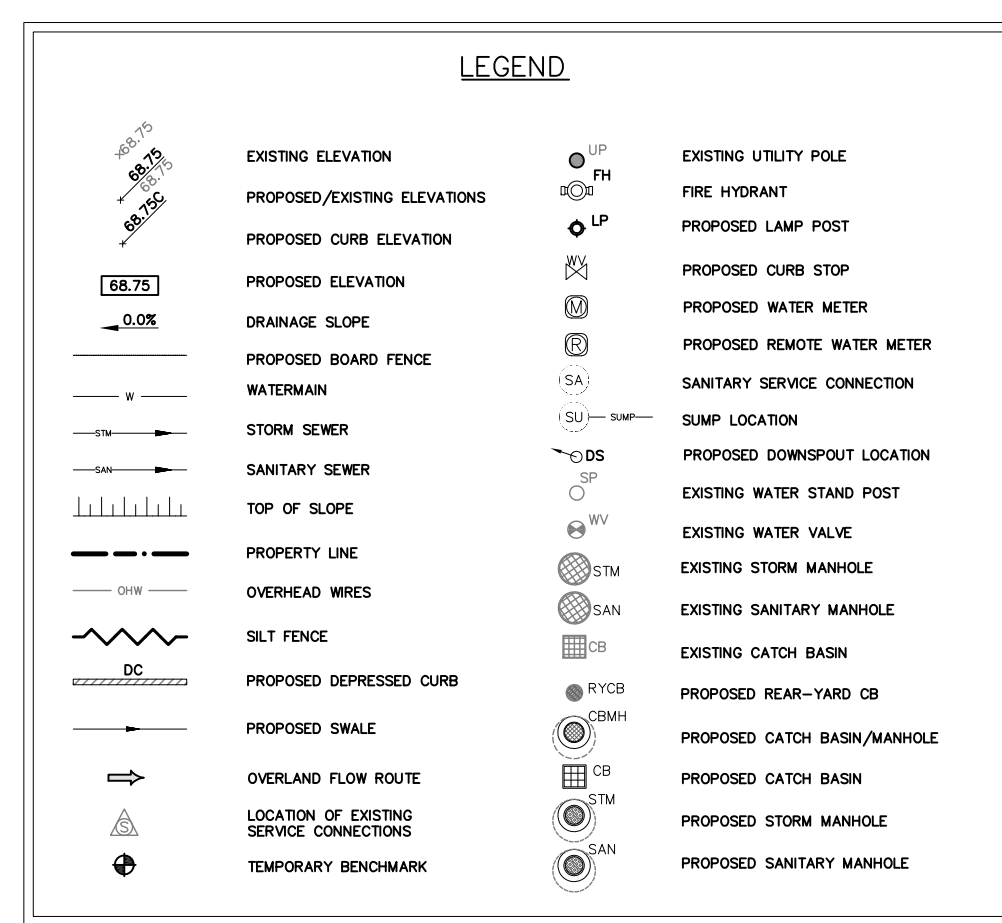 LEGEND
x68.75
EXISTING ELEVATION
68.75
68.75
PROPOSED/EXISTING ELEVATIONS
68.75C
PROPOSED CURB ELEVATION
68.75
PROPOSED ELEVATION
0.0%
DRAINAGE SLOPE
PROPOSED BOARD FENCE
W
WATERMAIN
STM
STORM SEWER
SAN
SANITARY SEWER
TOP OF SLOPE
PROPERTY LINE
OHW
OVERHEAD WIRES
SILT FENCE
DC
PROPOSED DEPRESSED CURB
PROPOSED SWALE
OVERLAND FLOW ROUTE
S
LOCATION OF EXISTING
SERVICE CONNECTIONS
TEMPORARY BENCHMARK
UP
EXISTING UTILITY POLE
FH
FIRE HYDRANT
LP
PROPOSED LAMP POST
WV
PROPOSED CURB STOP
M
PROPOSED WATER METER
R
PROPOSED REMOTE WATER METER
SA
SANITARY SERVICE CONNECTION
SU SUMP
SUMP LOCATION
DS
PROPOSED DOWNSPOUT LOCATION
SP
EXISTING WATER STAND POST
WV
EXISTING WATER VALVE
STM
EXISTING STORM MANHOLE
SAN
EXISTING SANITARY MANHOLE
CB
EXISTING CATCH BASIN
RYCB
PROPOSED REAR-YARD CB
CBMH
PROPOSED CATCH BASIN/MANHOLE
CB
PROPOSED CATCH BASIN
STM
PROPOSED STORM MANHOLE
SAN
PROPOSED SANITARY MANHOLE